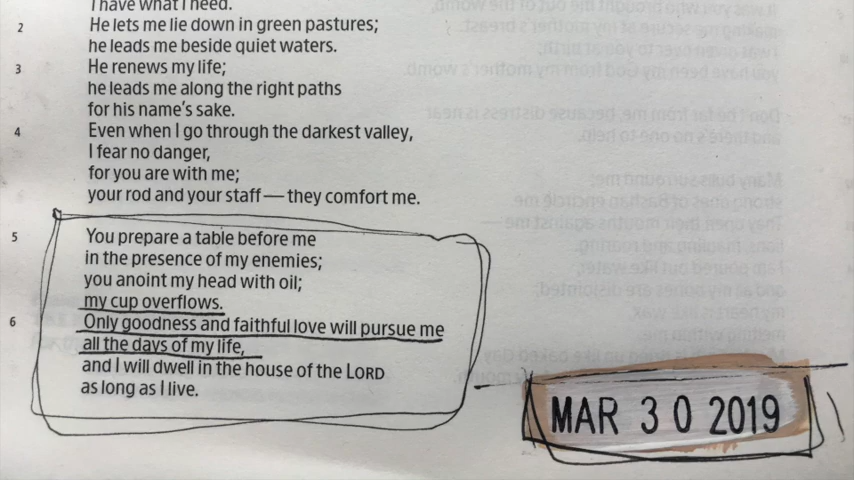 I have what I need.
2 He lets me lie down in green pastures;
he leads me beside quiet waters.
3 He renews my life;
he leads me along the right paths
for his name's sake.
4 Even when I go through the darkest valley,
I fear no danger,
for you are with me;
your rod and your staff — they comfort me.
5 You prepare a table before me
in the presence of my enemies;
you anoint my head with oil;
my cup overflows.
6 Only goodness and faithful love will pursue me
all the days of my life,
and I will dwell in the house of the LORD
as long as I live.
MAR 30 2019